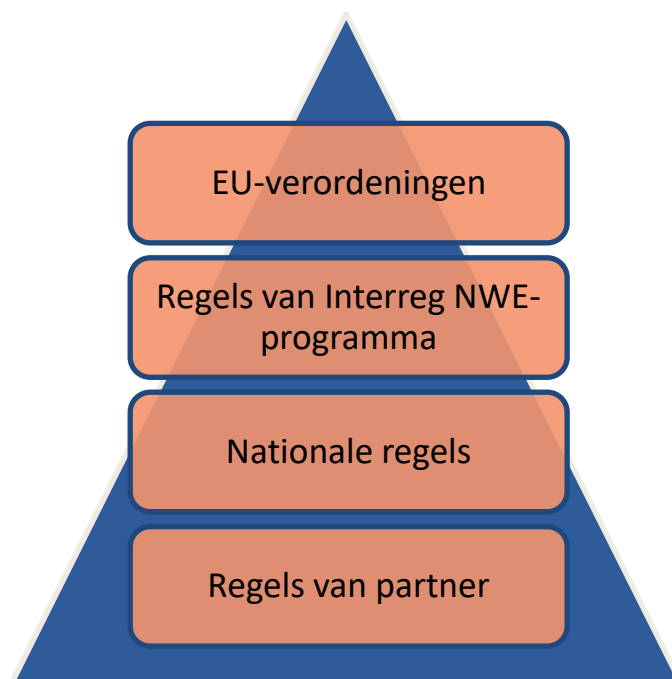 EU-verordeningen
Regels van Interreg NWE-
programma
Nationale regels
Regels van partner